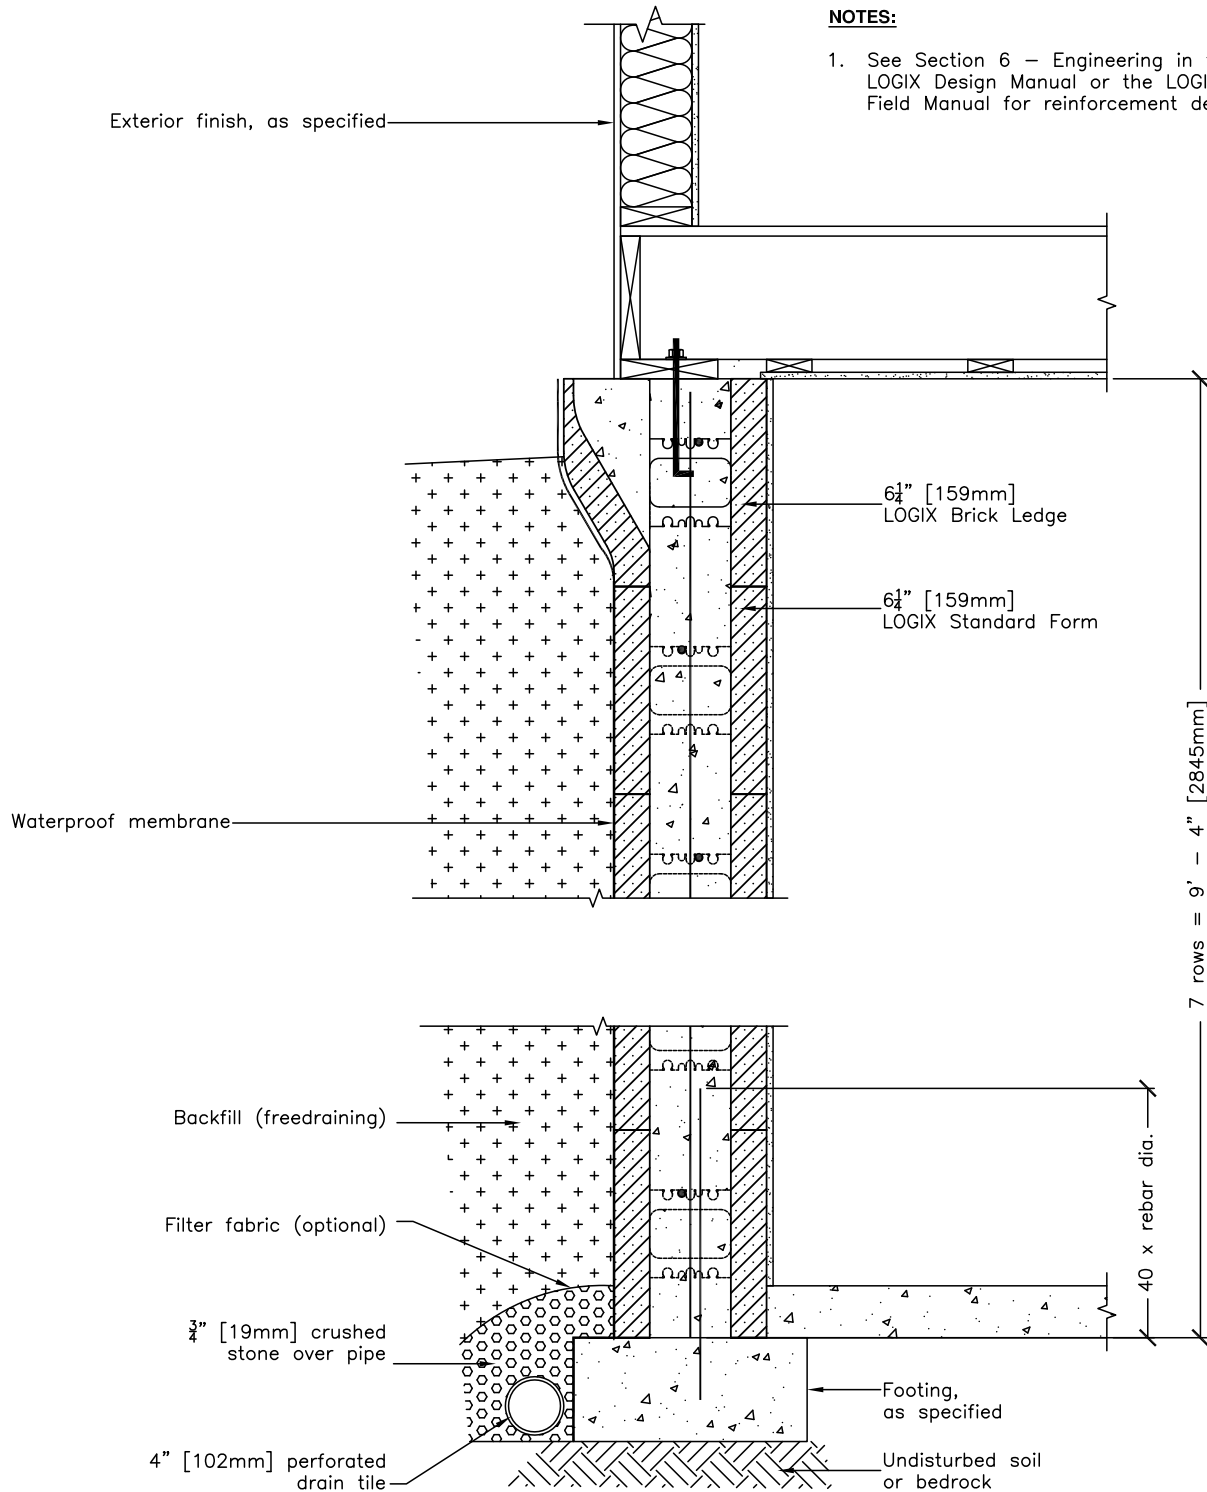 NOTES:
1. See Section 6 – Engineering in
LOGIX Design Manual or the
Field Manual for reinforcement
Exterior finish, as specified
6¼" [159mm]
LOGIX Brick Ledge
6¼" [159mm]
LOGIX Standard Form
7 rows = 9' – 4" [2845mm]
Waterproof membrane
Backfill (freedraining)
40 x rebar dia.
Filter fabric (optional)
¾" [19mm] crushed
stone over pipe
Footing,
as specified
4" [102mm] perforated
drain tile
Undisturbed soil
or bedrock